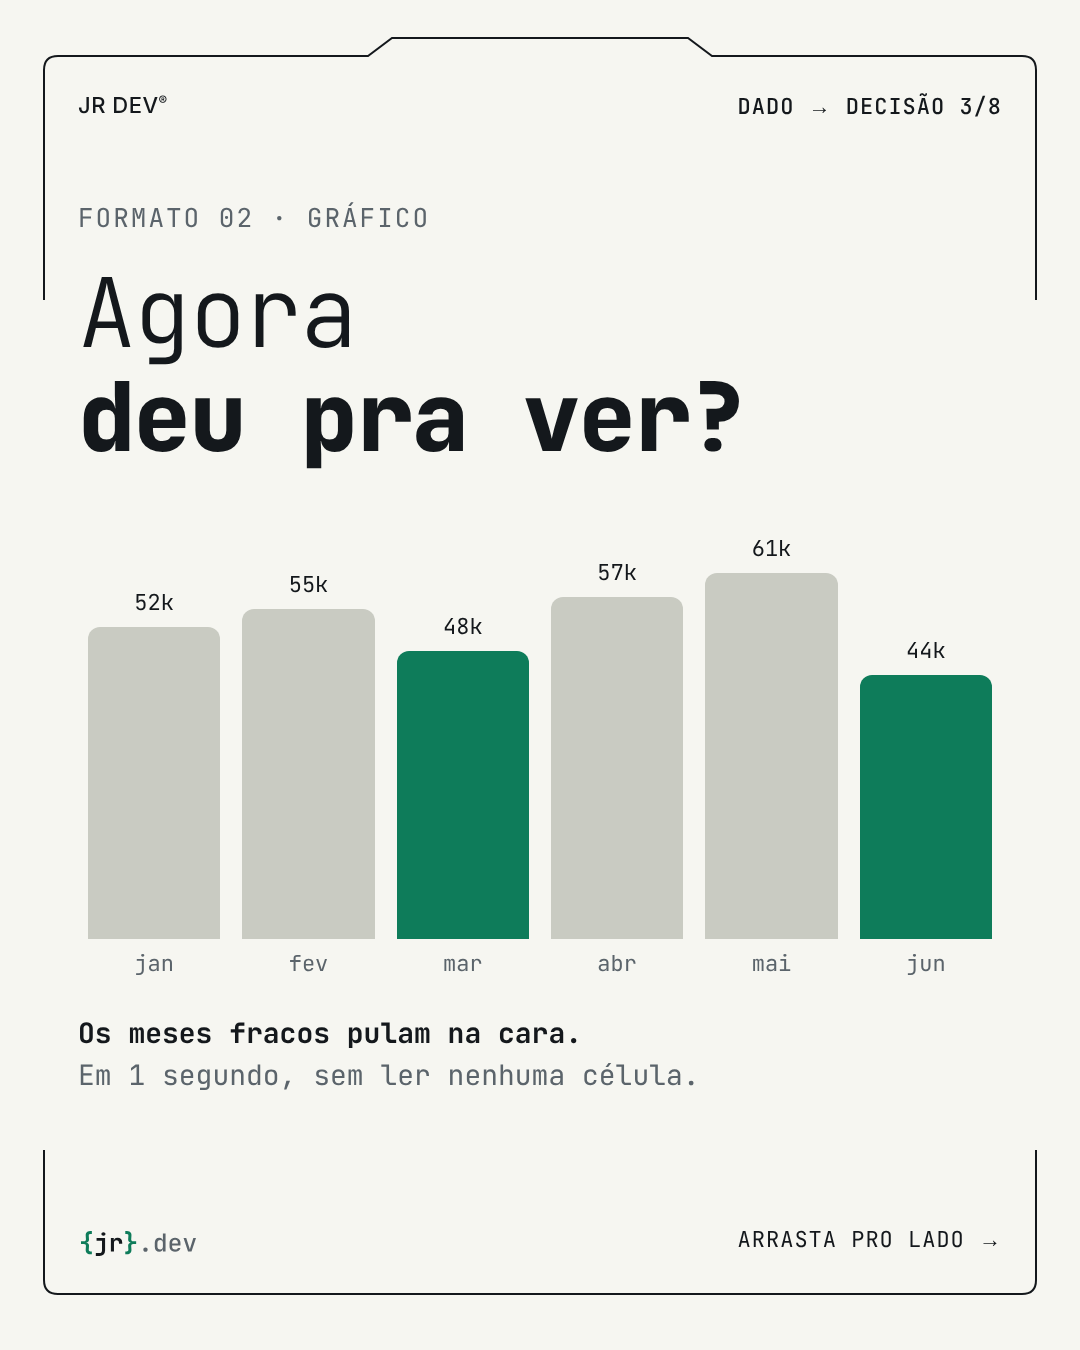 JR DEV®
DADO → DECISÃO 3/8
FORMATO 02 · GRÁFICO
Agora
deu pra ver?
52k
55k
48k
57k
61k
44k
jan
fev
mar
abr
mai
jun
Os meses fracos pulam na cara.
Em 1 segundo, sem ler nenhuma célula.
{jr}.dev
ARRASTA PRO LADO →